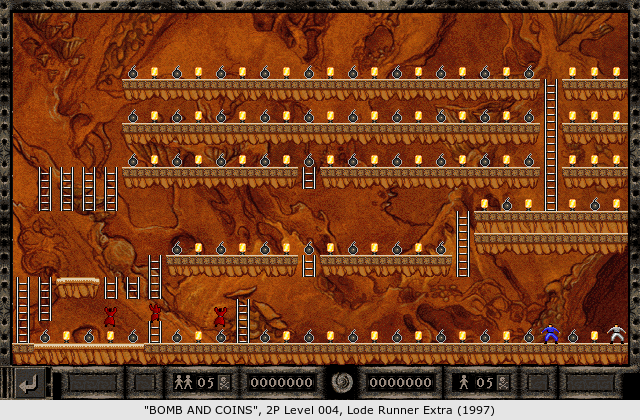 05 0000000 0000000 05
"BOMB AND COINS", 2P Level 004, Lode Runner Extra (1997)